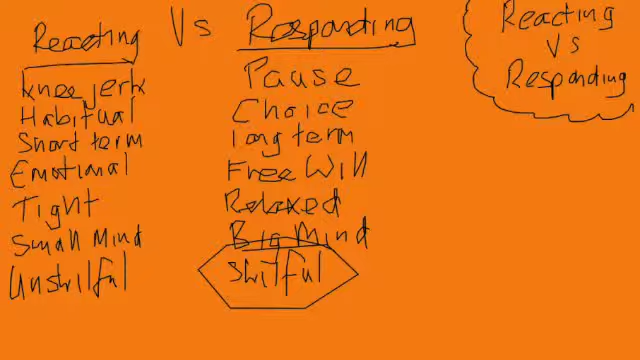 Reacting Vs Responding
knee jerk Pause
Habitual Choice
Short term Long term
Emotional Free Will
Tight Relaxed
Small Mind Big Mind
Unskilful Skilful
Reacting
Vs
Responding